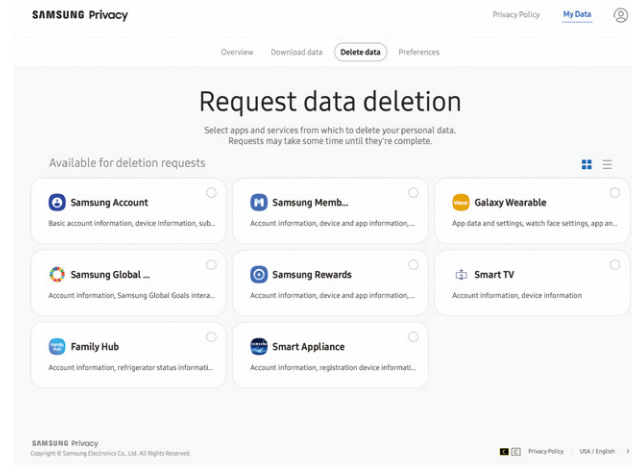 SAMSUNG Privacy
Privacy Policy
My Data
Overview
Download data
Delete data
Preferences
Request data deletion
Select apps and services from which to delete your personal data.
Requests may take some time until they're complete.
Available for deletion requests
Samsung Account
Basic account information, device Information, sub...
Samsung Memb...
Account information, device and app information, ...
Galaxy Wearable
App data and settings, watch face settings, app an...
Samsung Global ...
Account information, Samsung Global Goals intera...
Samsung Rewards
Account information, device and app information, ...
Smart TV
Account information, device information
Family Hub
Account information, refrigerator status informati...
Smart Appliance
Account information, registration device informati...
SAMSUNG Privacy
Copyright © Samsung Electronics Co., Ltd. All Rights Reserved.
Privacy Policy
USA / English